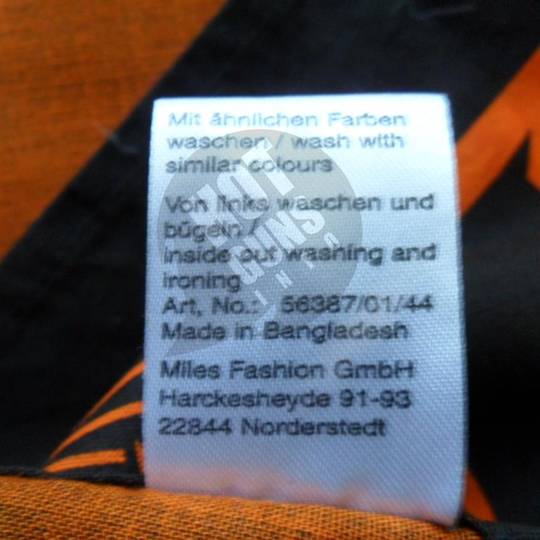 Mit ähnlichen Farben
waschen / wash with
similar colours
Von links waschen und
bügeln /
inside out washing and
ironing
Art, No.: 56387/01/44
Made in Bangladesh
Miles Fashion GmbH
Harckesheyde 91-93
22844 Norderstedt